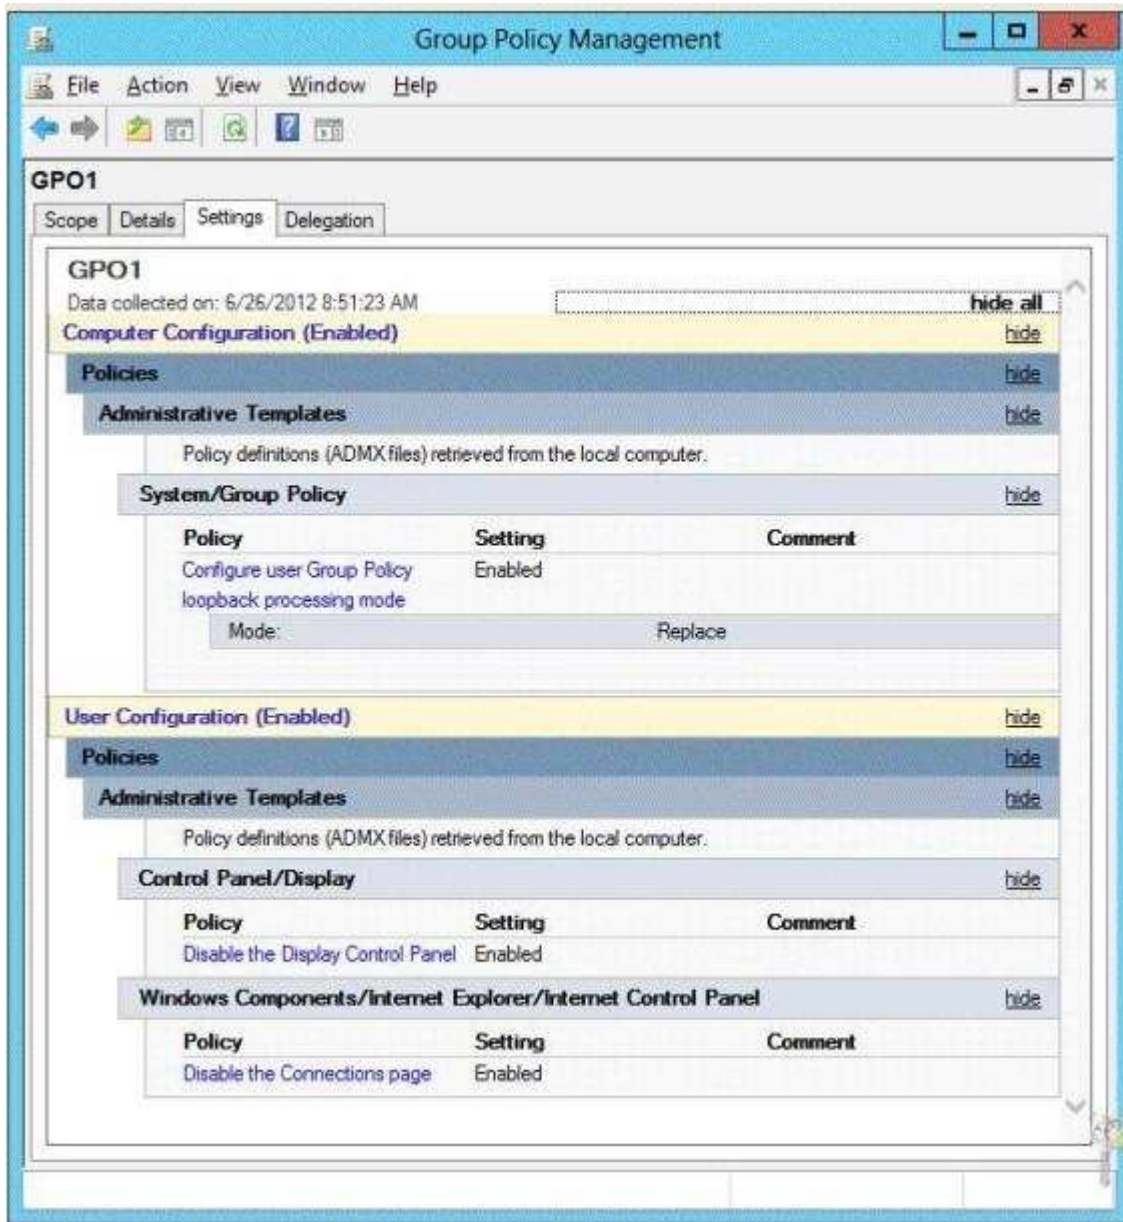 Group Policy Management
File Action View Window Help
GPO1
Scope Details Settings Delegation
GPO1
Data collected on: 6/26/2012 8:51:23 AM hide all
Computer Configuration (Enabled) hide
Policies hide
Administrative Templates hide
Policy definitions (ADMX files) retrieved from the local computer.
System/Group Policy hide
Policy Setting Comment
Configure user Group Policy Enabled
loopback processing mode
Mode: Replace
User Configuration (Enabled) hide
Policies hide
Administrative Templates hide
Policy definitions (ADMX files) retrieved from the local computer.
Control Panel/Display hide
Policy Setting Comment
Disable the Display Control Panel Enabled
Windows Components/Internet Explorer/Internet Control Panel hide
Policy Setting Comment
Disable the Connections page Enabled